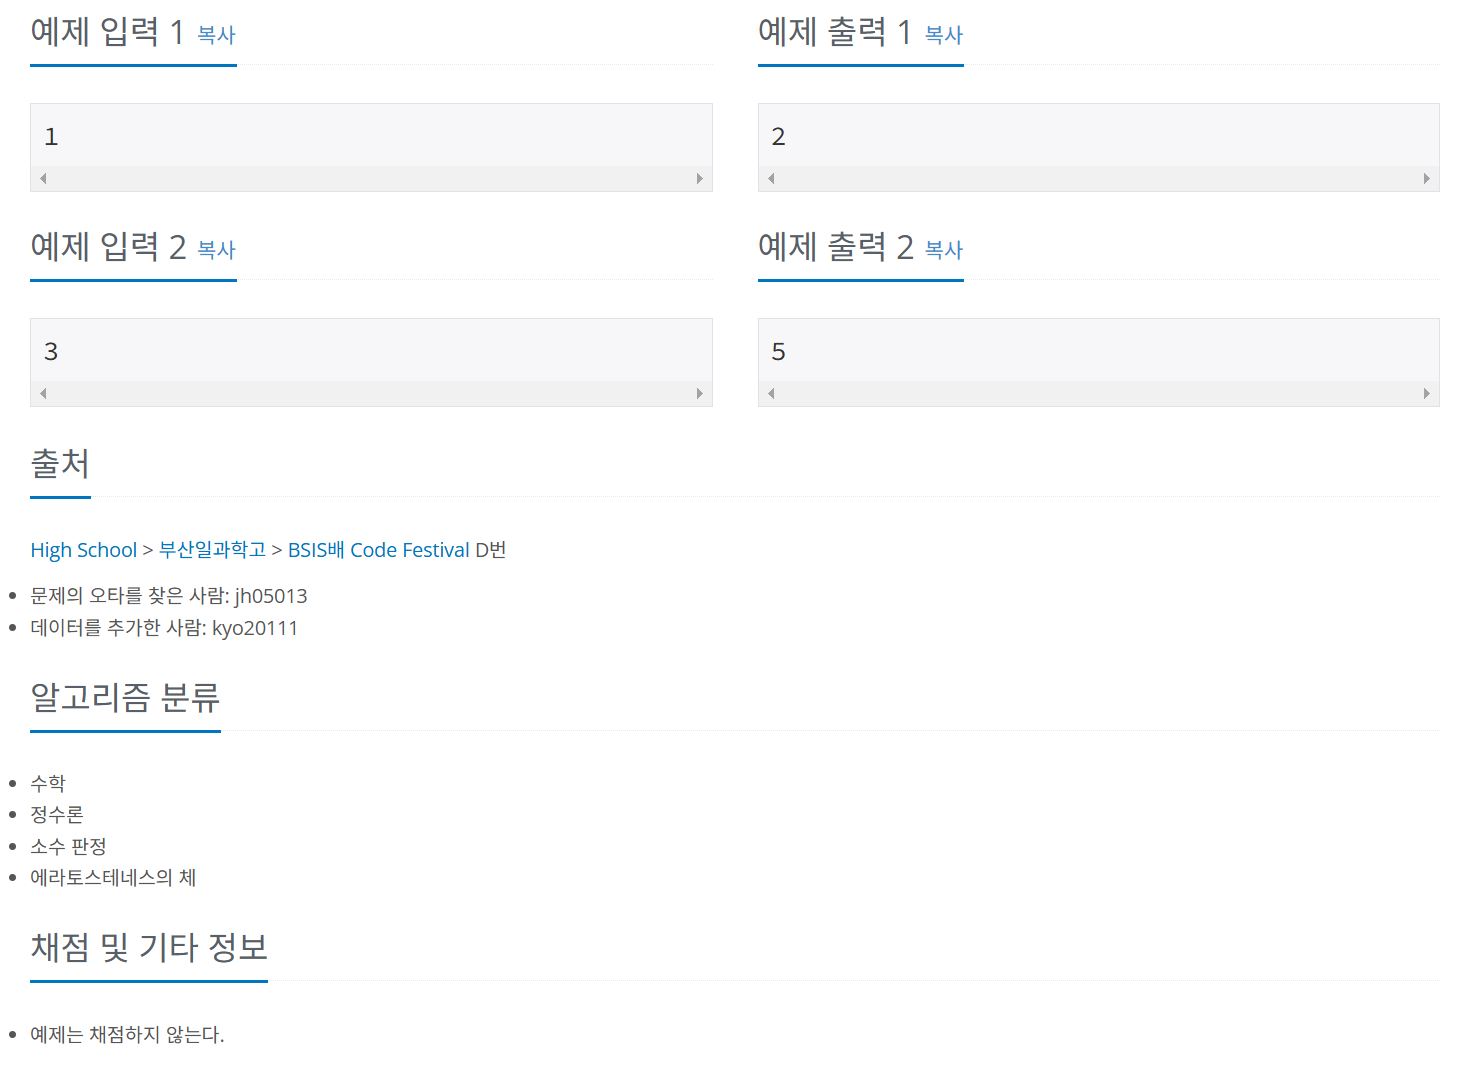 예제 입력 1 복사
예제 출력 1 복사
1
2
예제 입력 2 복사
예제 출력 2 복사
3
5
출처
High School > 부산일과학고 > BSIS배 Code Festival D번
문제의 오타를 찾은 사람: jh05013
데이터를 추가한 사람: kyo20111
알고리즘 분류
수학
정수론
소수 판정
에라토스테네스의 체
채점 및 기타 정보
예제는 채점하지 않는다.